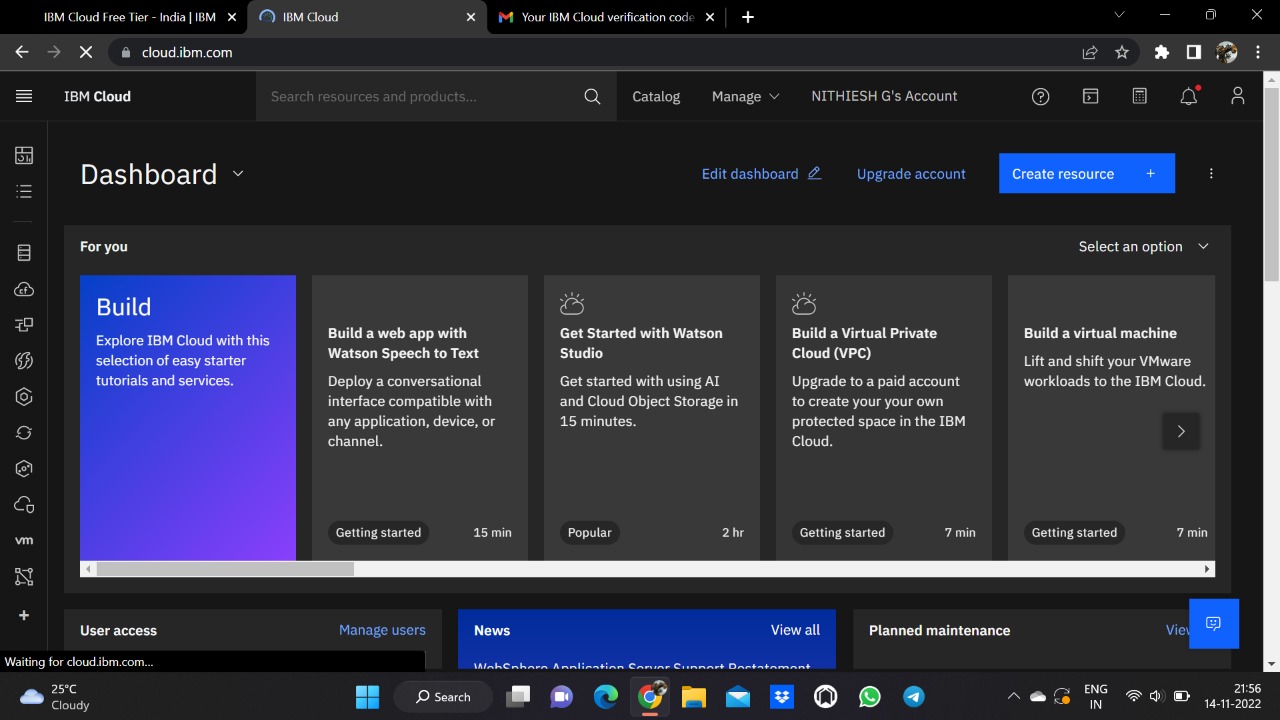 IBM Cloud Free Tier - India | IBM
IBM Cloud
Your IBM Cloud verification code
cloud.ibm.com
IBM Cloud
Search resources and products...
Catalog
Manage
NITHIESH G's Account
Dashboard
Edit dashboard
Upgrade account
Create resource +
For you
Select an option
Build
Explore IBM Cloud with this
selection of easy starter
tutorials and services.
Build a web app with
Watson Speech to Text
Deploy a conversational
interface compatible with
any application, device, or
channel.
Getting started
15 min
Get Started with Watson
Studio
Get started with using AI
and Cloud Object Storage in
15 minutes.
Popular
2 hr
Build a Virtual Private
Cloud (VPC)
Upgrade to a paid account
to create your your own
protected space in the IBM
Cloud.
Getting started
7 min
Build a virtual machine
Lift and shift your VMware
workloads to the IBM Cloud.
Getting started
7 min
vm
User access
Manage users
News
View all
WebSphere Application Server Support Restatement
Planned maintenance
View
Waiting for cloud.ibm.com...
25°C
Cloudy
Search
ENG
IN
21:56
14-11-2022